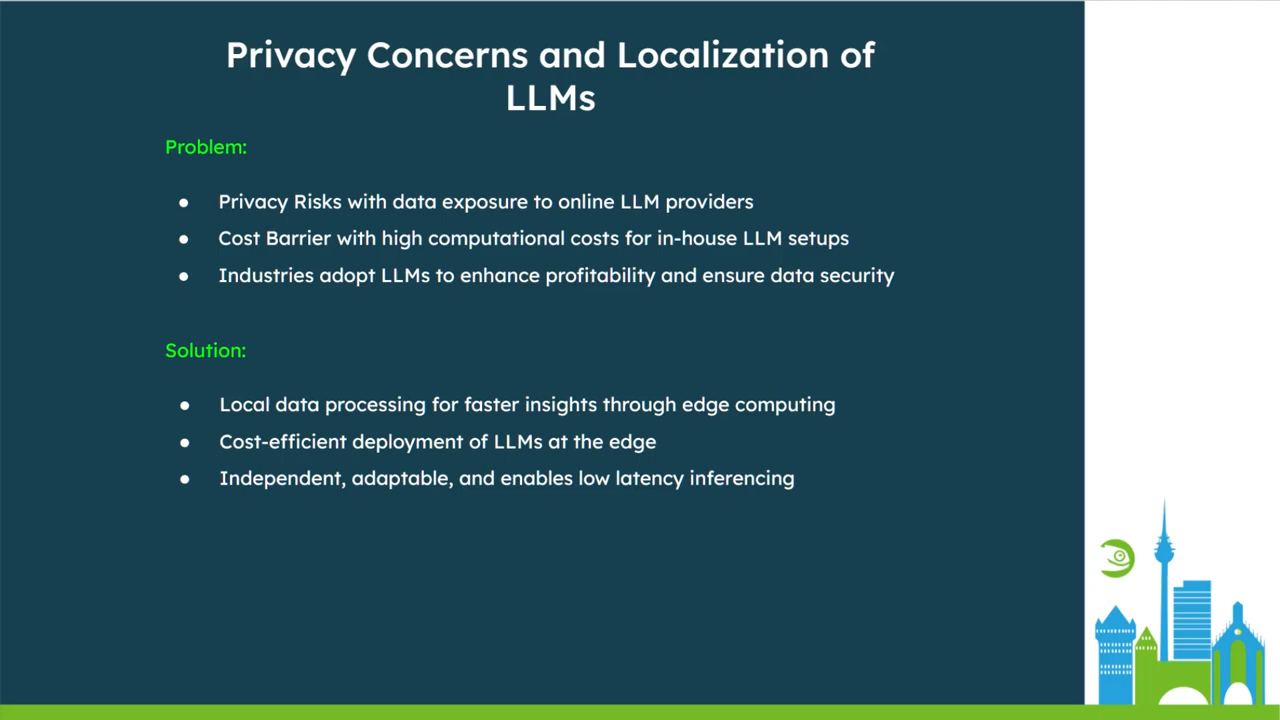 Privacy Concerns and Localization of
LLMs
Problem:
● Privacy Risks with data exposure to online LLM providers
● Cost Barrier with high computational costs for in-house LLM setups
● Industries adopt LLMs to enhance profitability and ensure data security
Solution:
● Local data processing for faster insights through edge computing
● Cost-efficient deployment of LLMs at the edge
● Independent, adaptable, and enables low latency inferencing